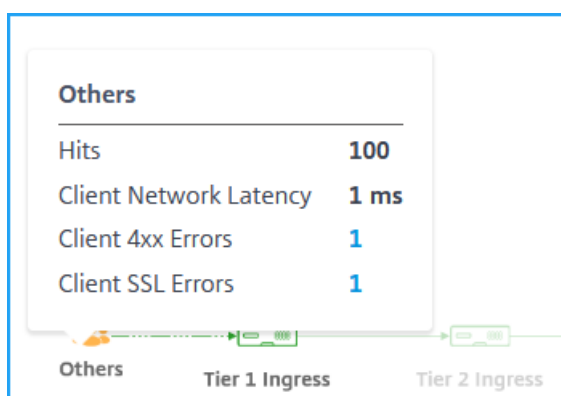 Others
Hits 100
Client Network Latency 1 ms
Client 4xx Errors 1
Client SSL Errors 1
Others
Tier 1 Ingress
Tier 2 Ingress